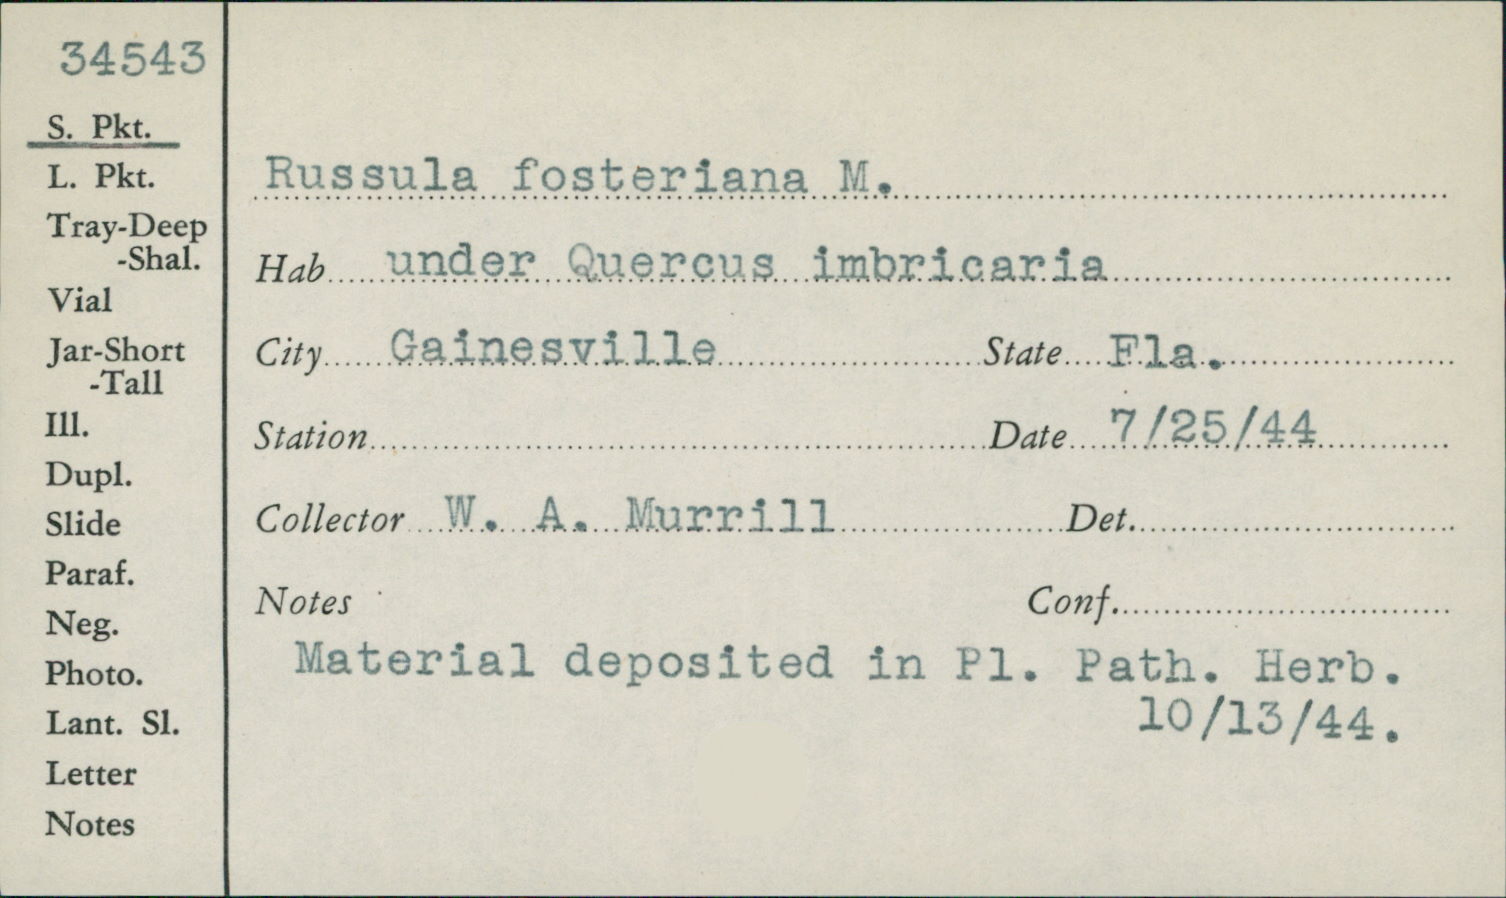 34543
S. Pkt.
L. Pkt.
Tray-Deep
-Shal.
Vial
Jar-Short
-Tall
Ill.
Dupl.
Slide
Paraf.
Neg.
Photo.
Lant. Sl.
Letter
Notes
Russula fosteriana M.
Hab under Quercus imbricaria
City Gainesville State Fla.
Station Date 7/25/44
Collector W. A. Murrill Det.
Notes Conf.
Material deposited in Pl. Path. Herb.
10/13/44.